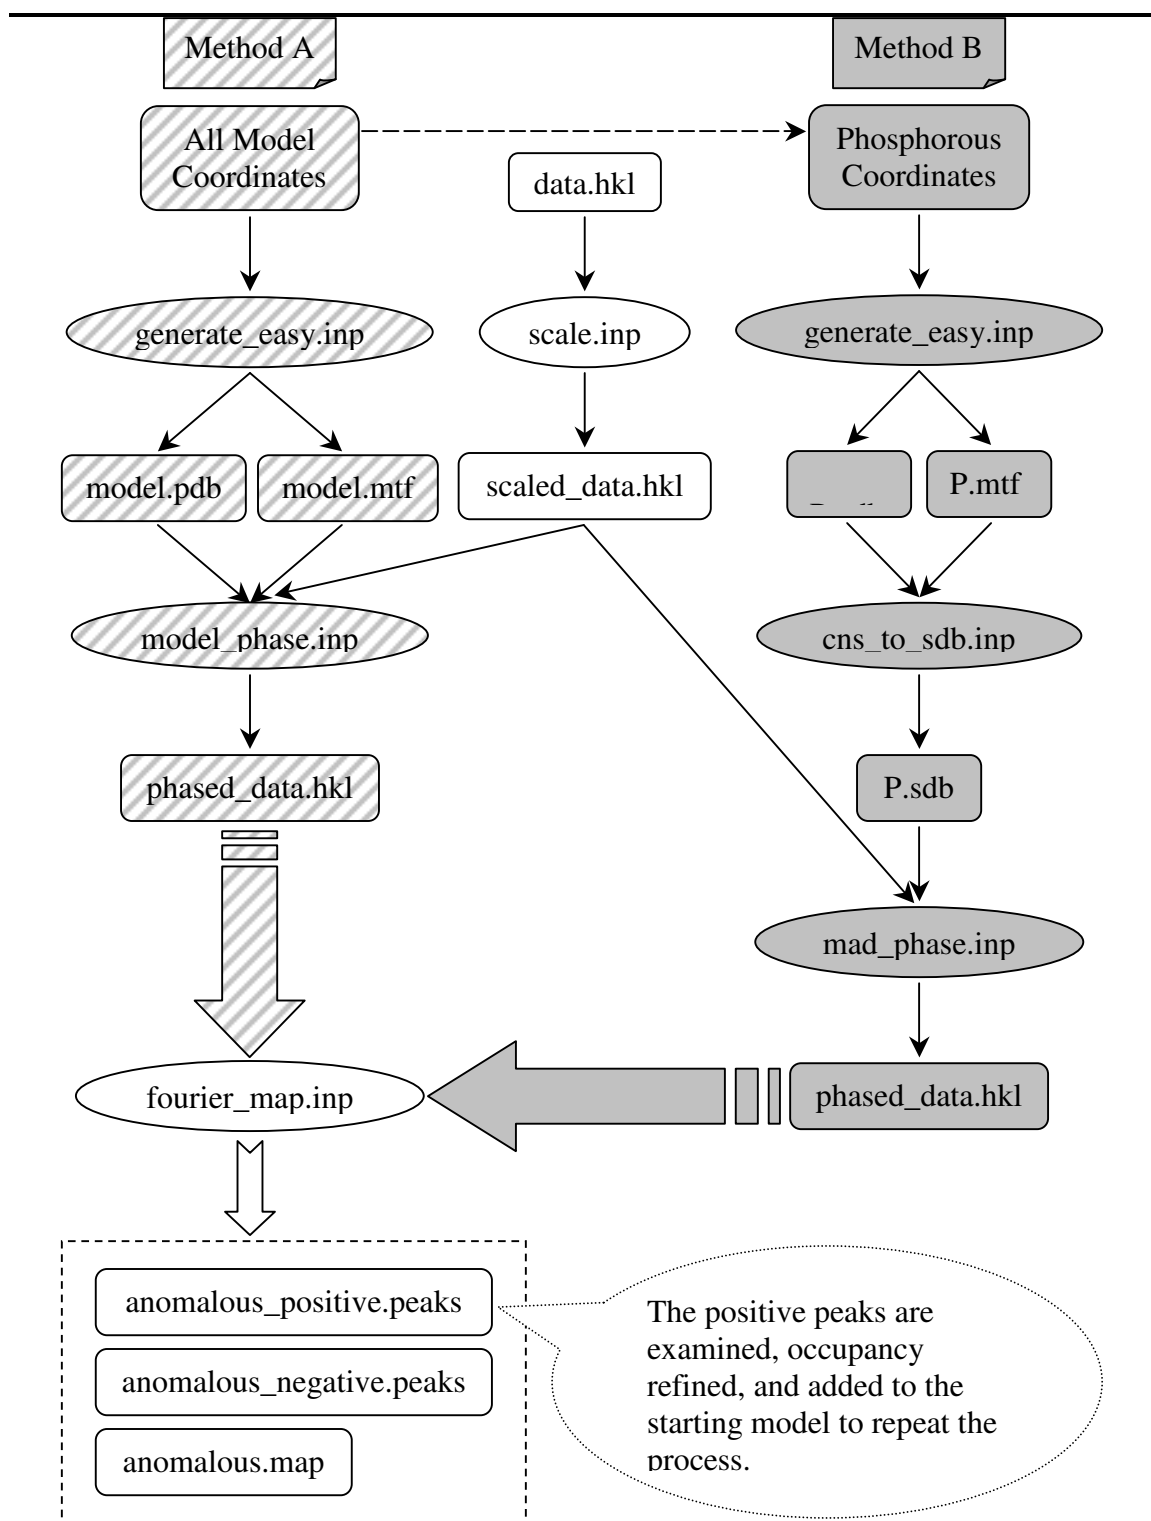 Method A
Method B
All Model
Coordinates
Phosphorous
Coordinates
data.hkl
generate_easy.inp
scale.inp
generate_easy.inp
model.pdb
model.mtf
scaled_data.hkl
P.mtf
model_phase.inp
cns_to_sdb.inp
phased_data.hkl
P.sdb
mad_phase.inp
fourier_map.inp
phased_data.hkl
anomalous_positive.peaks
anomalous_negative.peaks
anomalous.map
The positive peaks are
examined, occupancy
refined, and added to the
starting model to repeat the
process.